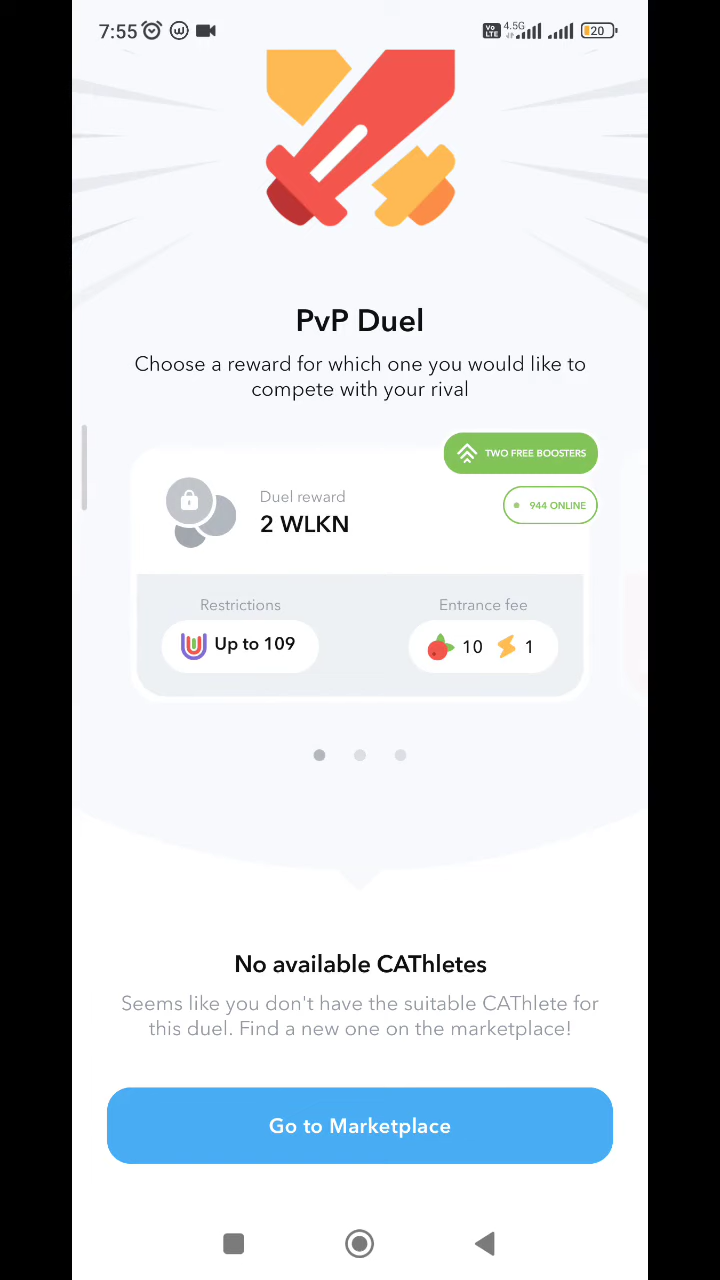 7:55
Vo LTE 4.5G 20
PvP Duel
Choose a reward for which one you would like to
compete with your rival
TWO FREE BOOSTERS
Duel reward
2 WLKN
944 ONLINE
Restrictions
Entrance fee
Up to 109
10 1
No available CAThletes
Seems like you don't have the suitable CAThlete for
this duel. Find a new one on the marketplace!
Go to Marketplace